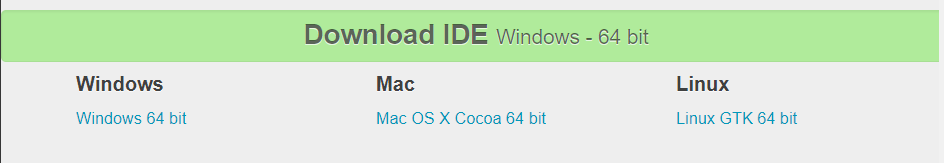 Download IDE Windows - 64 bit
Windows
Mac
Linux
Windows 64 bit
Mac OS X Cocoa 64 bit
Linux GTK 64 bit